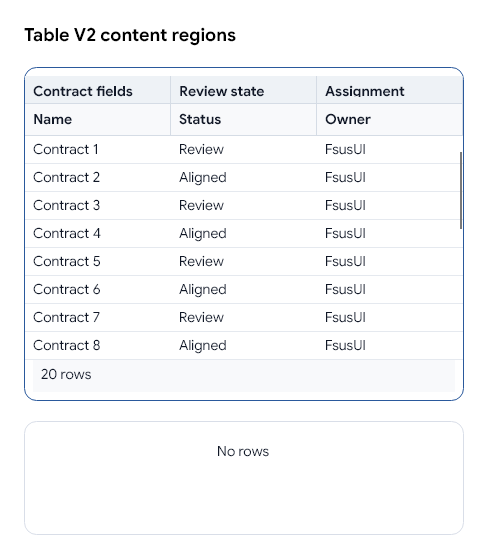 Table V2 content regions
Contract fields Review state Assignment
Name Status Owner
Contract 1 Review FsusUI
Contract 2 Aligned FsusUI
Contract 3 Review FsusUI
Contract 4 Aligned FsusUI
Contract 5 Review FsusUI
Contract 6 Aligned FsusUI
Contract 7 Review FsusUI
Contract 8 Aligned FsusUI
20 rows
No rows